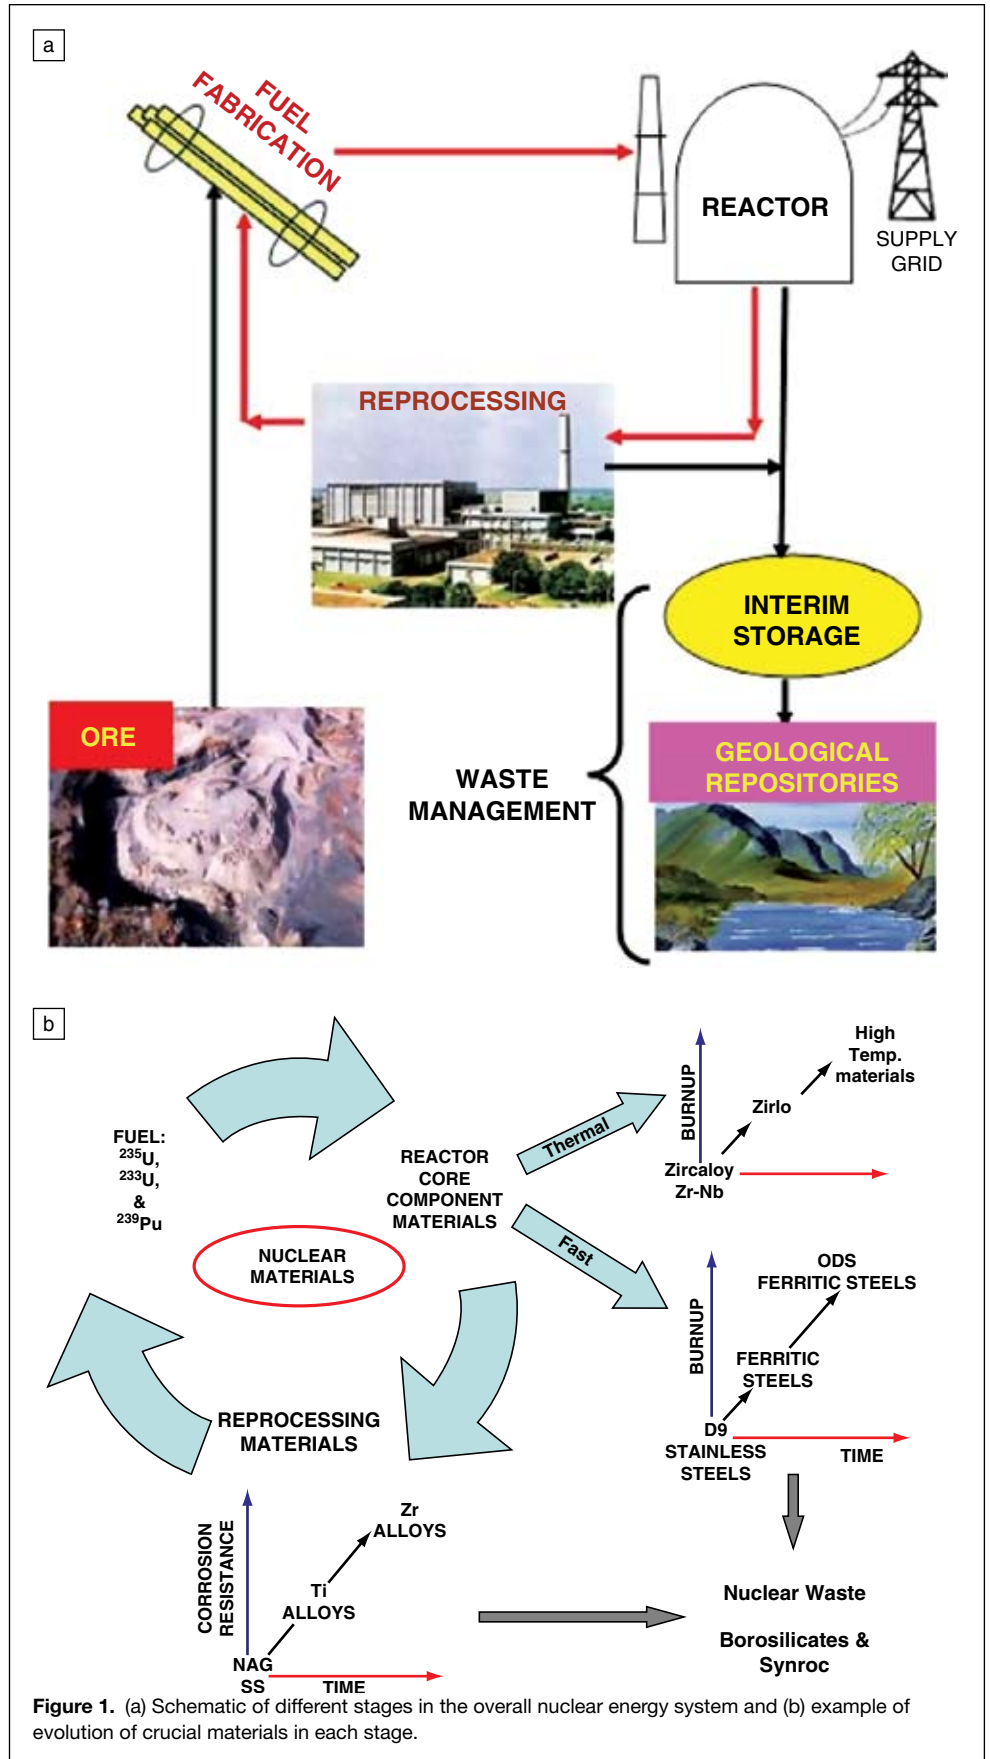 a
FUEL
FABRICATION
REACTOR
SUPPLY
GRID
REPROCESSING
INTERIM
STORAGE
ORE
WASTE
MANAGEMENT
GEOLOGICAL
REPOSITORIES
b
FUEL:
²³⁵U,
²³³U,
&
²³⁹Pu
REACTOR
CORE
COMPONENT
MATERIALS
NUCLEAR
MATERIALS
REPROCESSING
MATERIALS
Thermal
Fast
BURNUP
High
Temp.
materials
Zirlo
Zircaloy
Zr-Nb
BURNUP
ODS
FERRITIC STEELS
FERRITIC
STEELS
D9
STAINLESS
STEELS
TIME
CORROSION
RESISTANCE
Zr
ALLOYS
Ti
ALLOYS
NAG
SS
TIME
Nuclear Waste
Borosilicates &
Synroc
Figure 1. (a) Schematic of different stages in the overall nuclear energy system and (b) example of
evolution of crucial materials in each stage.